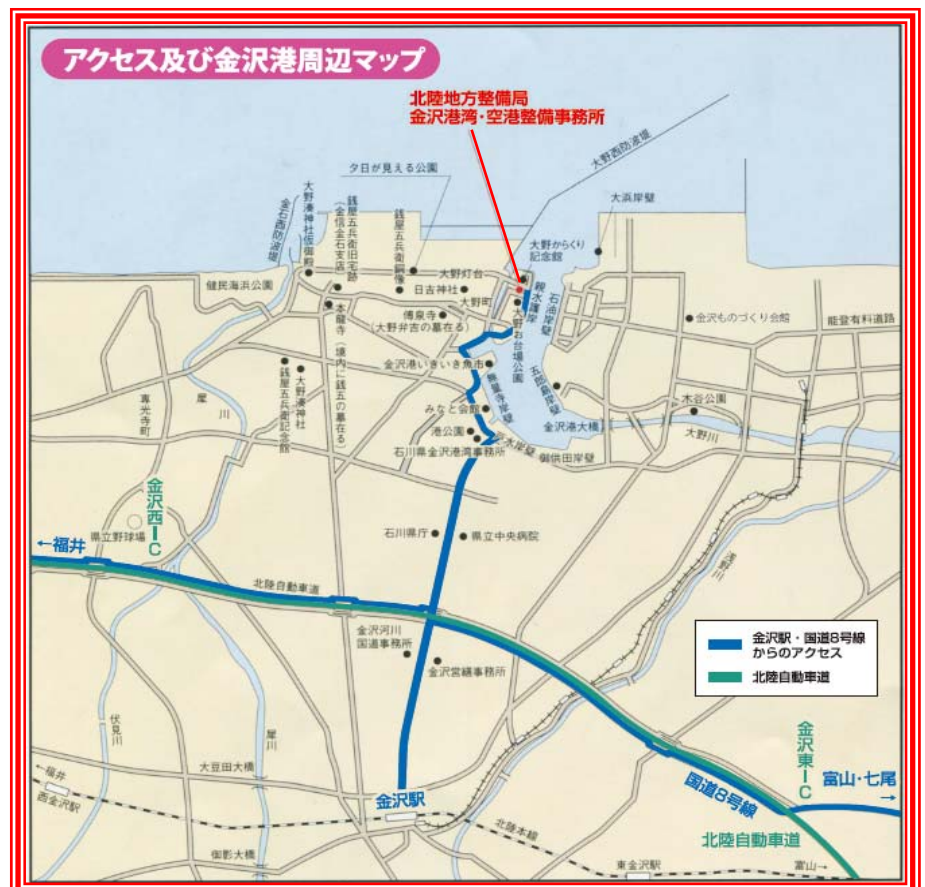 アクセス及び金沢港周辺マップ
北陸地方整備局
金沢港湾・空港整備事務所
大野西防波堤
夕日が見える公園
大浜岸壁
金石西防波堤
大野湊神社仮御殿
銭屋五兵衛旧宅跡
(金信金石支店)
銭屋五兵衛銅像
大野からくり
記念館
健民海浜公園
大野灯台
日吉神社
大野町
親水護岸
石油岸壁
本龍寺(境内に銭五の墓在る)
傳泉寺
(大野弁吉の墓在る)
大野お台場公園
金沢ものづくり会館
能登有料道路
金沢港いきいき魚市
無量寺岸壁
五郎島岸壁
銭屋五兵衛記念館
大野湊神社
犀川
専光寺町
みなと会館
木谷公園
金沢港大橋
大野川
港公園
石川県金沢港湾事務所
戸水岸壁
御供田岸壁
金沢西IC
県立野球場
←福井
石川県庁
県立中央病院
浅野川
北陸自動車道
金沢河川
国道事務所
金沢営繕事務所
金沢駅・国道8号線
からのアクセス
北陸自動車道
伏見川
犀川
大豆田大橋
←福井
西金沢駅
金沢駅
国道8号線
金沢東IC
富山・七尾
→
北陸本線
北陸自動車道
御影大橋
東金沢駅
富山→